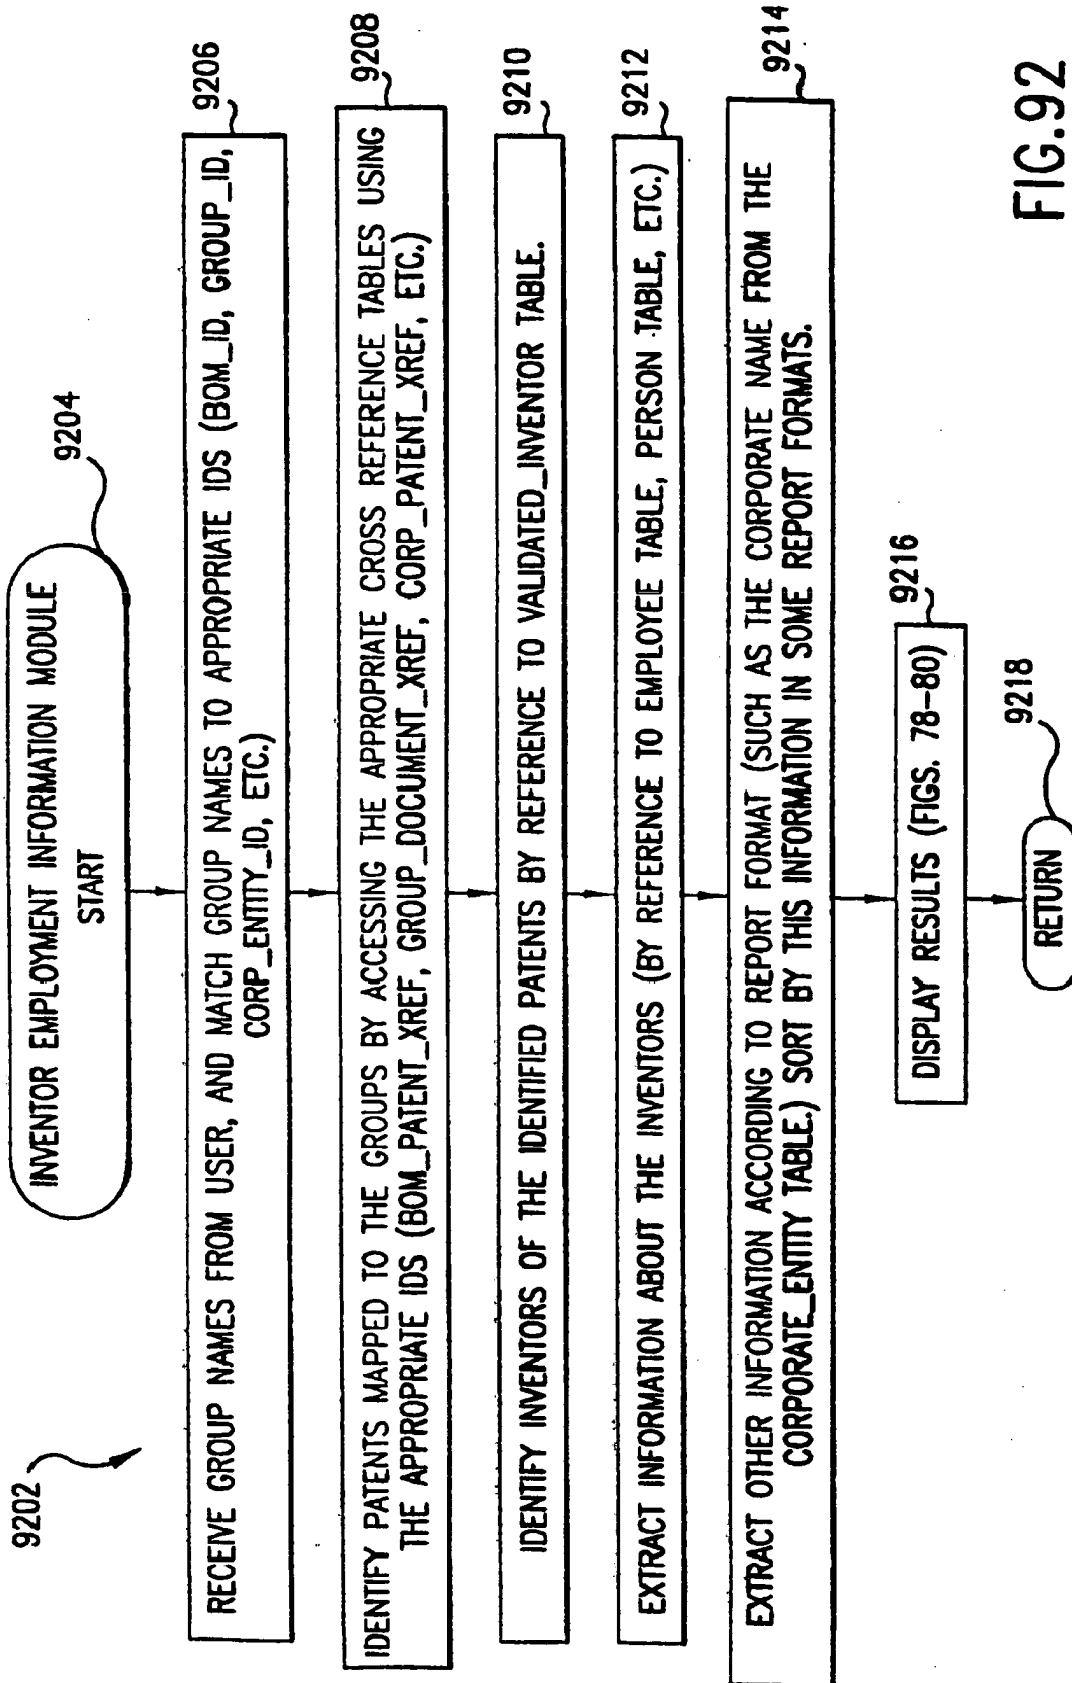 9202
INVENTOR EMPLOYMENT INFORMATION MODULE
START
9204
RECEIVE GROUP NAMES FROM USER, AND MATCH GROUP NAMES TO APPROPRIATE IDS (BOM_ID, GROUP_ID,
CORP_ENTITY_ID, ETC.)
9206
IDENTIFY PATENTS MAPPED TO THE GROUPS BY ACCESSING THE APPROPRIATE CROSS REFERENCE TABLES USING
THE APPROPRIATE IDS (BOM_PATENT_XREF, GROUP_DOCUMENT_XREF, CORP_PATENT_XREF, ETC.)
9208
IDENTIFY INVENTORS OF THE IDENTIFIED PATENTS BY REFERENCE TO VALIDATED_INVENTOR TABLE.
9210
EXTRACT INFORMATION ABOUT THE INVENTORS (BY REFERENCE TO EMPLOYEE TABLE, PERSON TABLE, ETC.)
9212
EXTRACT OTHER INFORMATION ACCORDING TO REPORT FORMAT (SUCH AS THE CORPORATE NAME FROM THE
CORPORATE_ENTITY TABLE.) SORT BY THIS INFORMATION IN SOME REPORT FORMATS.
9214
DISPLAY RESULTS (FIGS. 78-80)
9216
RETURN
9218
FIG.92